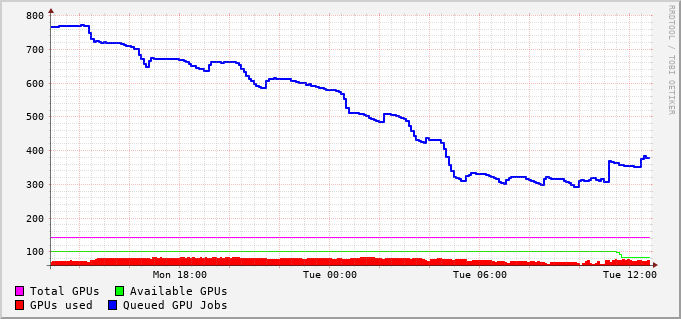 RRDTOOL / TOBI OETIKER
800
700
600
500
400
300
200
100
Mon 18:00 Tue 00:00 Tue 06:00 Tue 12:00
Total GPUs Available GPUs
GPUs used Queued GPU Jobs